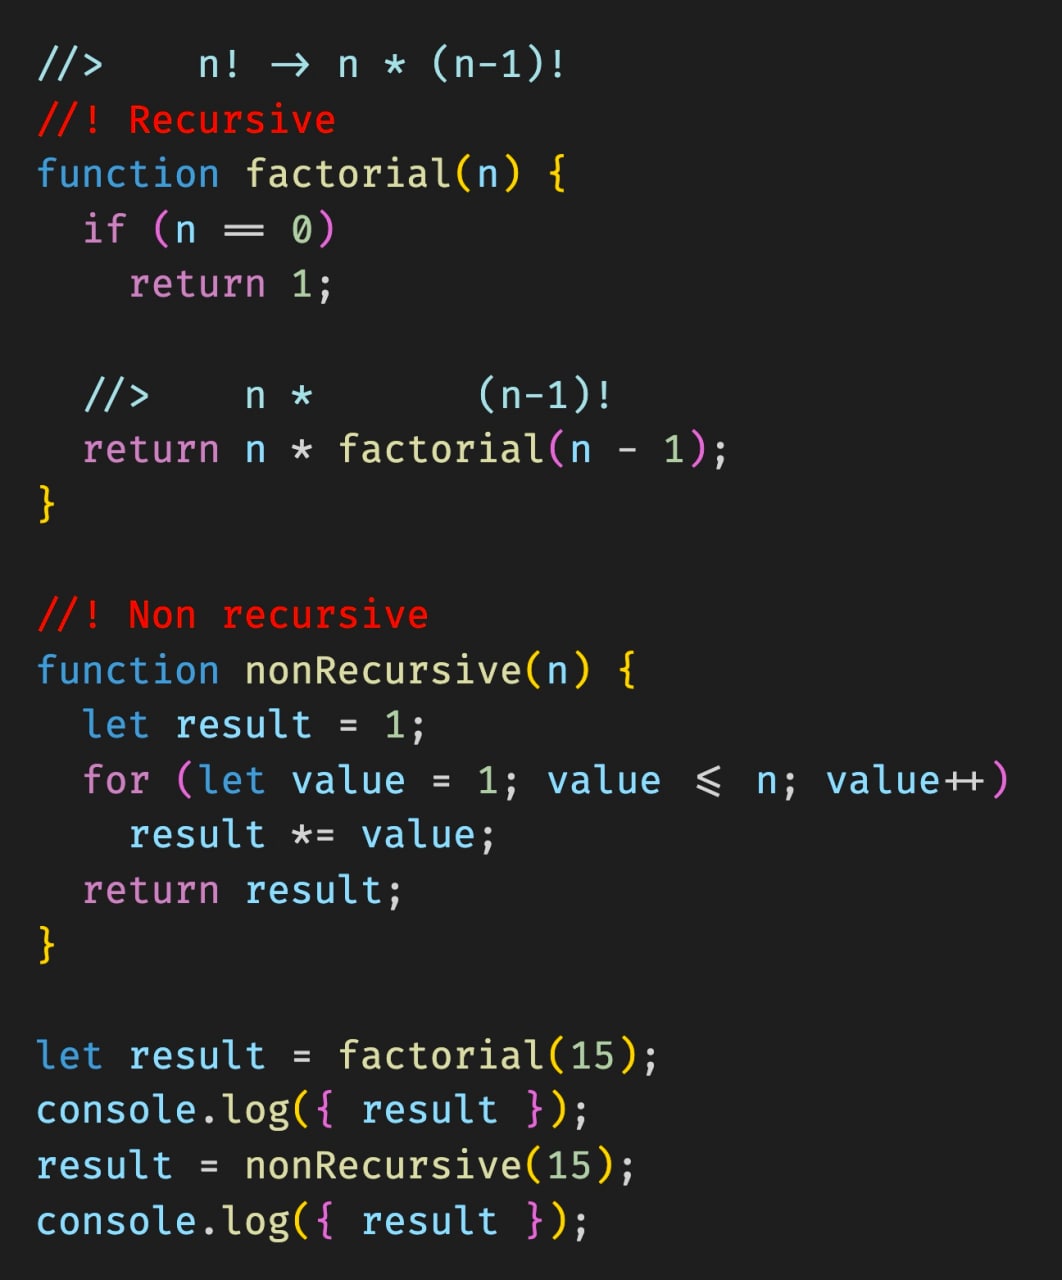 //>    n! -> n * (n-1)!
//! Recursive
function factorial(n) {
  if (n == 0)
    return 1;

  //>    n *       (n-1)!
  return n * factorial(n - 1);
}

//! Non recursive
function nonRecursive(n) {
  let result = 1;
  for (let value = 1; value <= n; value++)
    result *= value;
  return result;
}

let result = factorial(15);
console.log({ result });
result = nonRecursive(15);
console.log({ result });